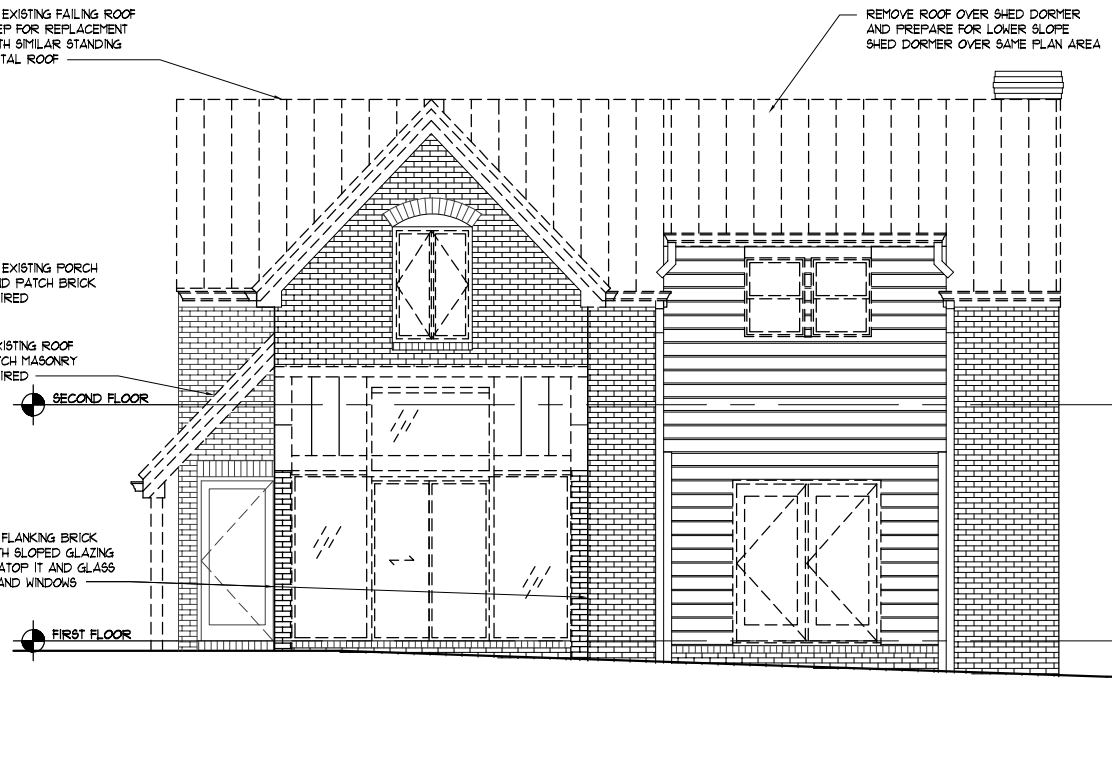 EXISTING FAILING ROOF
EP FOR REPLACEMENT
TH SIMILAR STANDING
TAL ROOF
REMOVE ROOF OVER SHED DORMER
AND PREPARE FOR LOWER SLOPE
SHED DORMER OVER SAME PLAN AREA
EXISTING PORCH
ND PATCH BRICK
IRED
XISTING ROOF
TCH MASONRY
IRED
SECOND FLOOR
FLANKING BRICK
TH SLOPED GLAZING
ATOP IT AND GLASS
AND WINDOWS
FIRST FLOOR